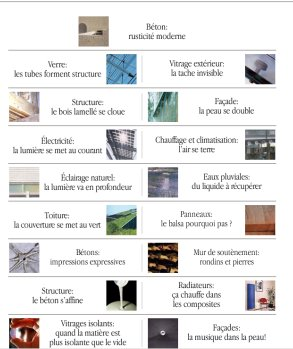 Béton:
rusticité moderne
Verre:
les tubes forment structure
Vitrage extérieur:
la tache invisible
Structure:
le bois lamellé se cloue
Façade:
la peau se double
Électricité:
la lumière se met au courant
Chauffage et climatisation:
l'air se terre
Éclairage naturel:
la lumière va en profondeur
Eaux pluviales:
du liquide à récupérer
Toiture:
la couverture se met au vert
Panneaux:
le balsa pourquoi pas ?
Bétons:
impressions expressives
Mur de soutènement:
rondins et pierres
Structure:
le béton s'affine
Radiateurs:
ça chauffe dans
les composites
Vitrages isolants:
quand la matière est
plus isolante que le vide
Façades:
la musique dans la peau!